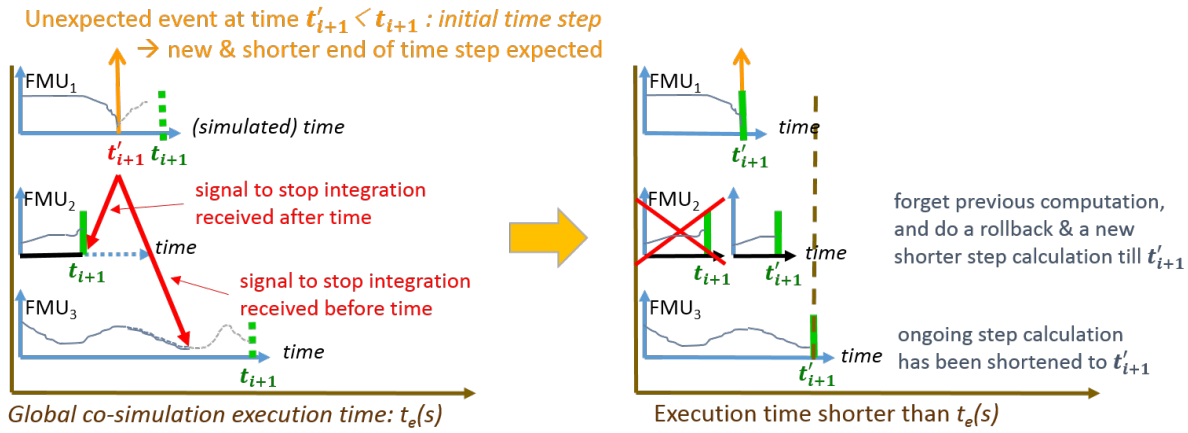 Unexpected event at time t′ᵢ₊₁ < tᵢ₊₁ : initial time step
→ new & shorter end of time step expected
FMU₁
(simulated) time
t′ᵢ₊₁
tᵢ₊₁
FMU₂
signal to stop integration
received after time
time
tᵢ₊₁
signal to stop integration
received before time
FMU₃
time
tᵢ₊₁
Global co-simulation execution time: tₑ(s)
FMU₁
time
t′ᵢ₊₁
FMU₂
tᵢ₊₁
t′ᵢ₊₁
forget previous computation,
and do a rollback & a new
shorter step calculation till t′ᵢ₊₁
FMU₃
time
t′ᵢ₊₁
ongoing step calculation
has been shortened to t′ᵢ₊₁
Execution time shorter than tₑ(s)